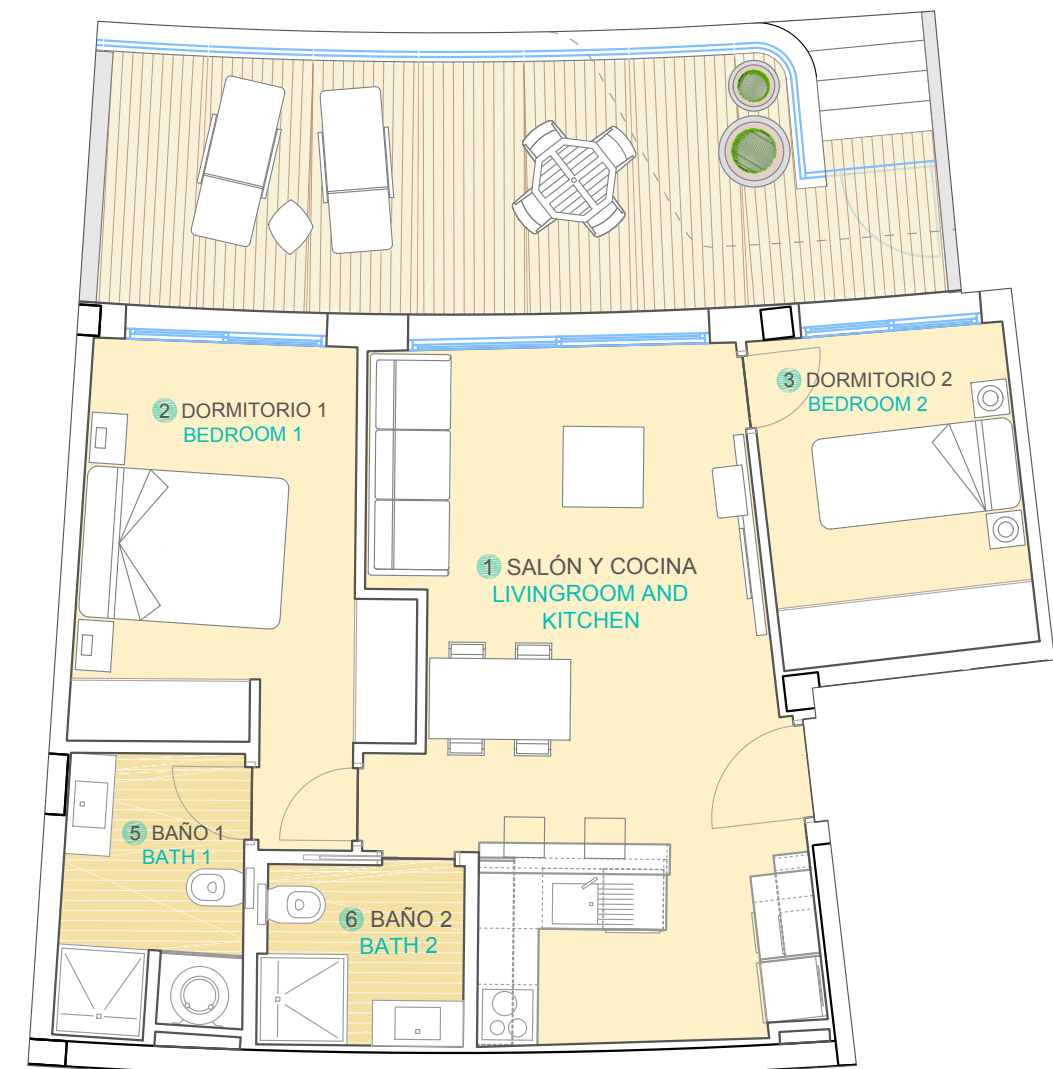 2 DORMITORIO 1
BEDROOM 1
3 DORMITORIO 2
BEDROOM 2
1 SALÓN Y COCINA
LIVINGROOM AND
KITCHEN
5 BAÑO 1
BATH 1
6 BAÑO 2
BATH 2